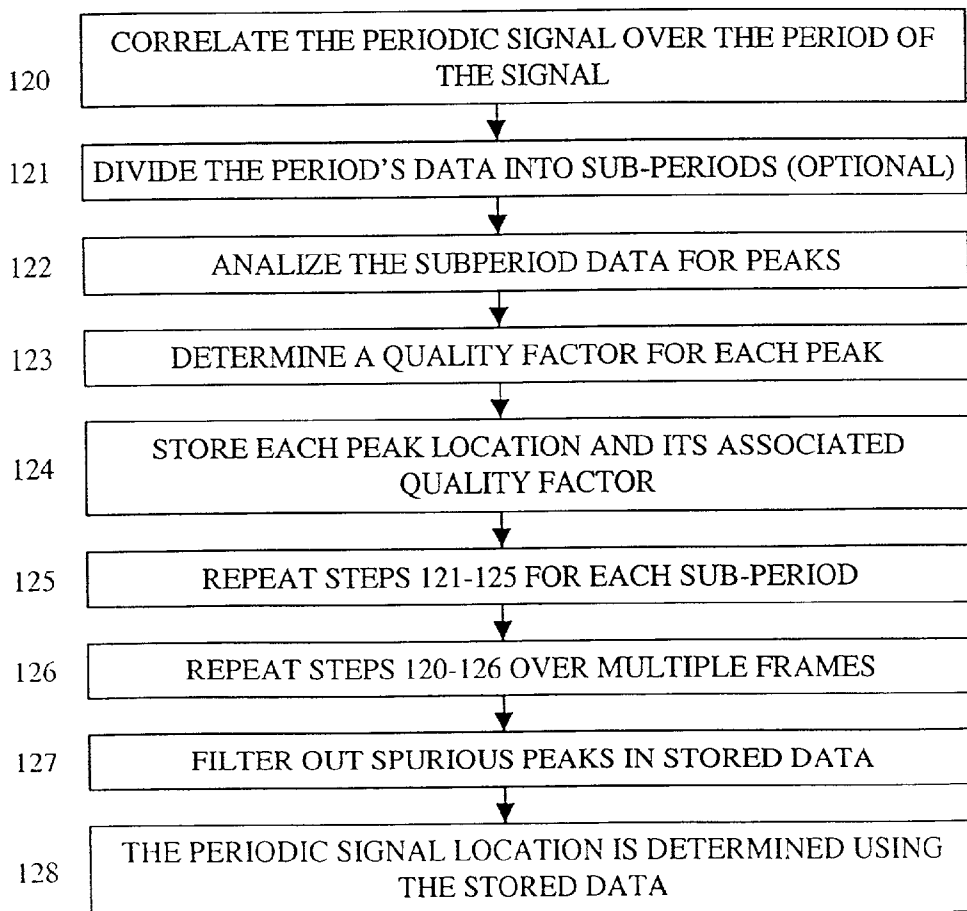 CORRELATE THE PERIODIC SIGNAL OVER THE PERIOD OF
THE SIGNAL
120
121
DIVIDE THE PERIOD'S DATA INTO SUB-PERIODS (OPTIONAL)
122
ANALIZE THE SUBPERIOD DATA FOR PEAKS
123
DETERMINE A QUALITY FACTOR FOR EACH PEAK
124
STORE EACH PEAK LOCATION AND ITS ASSOCIATED
QUALITY FACTOR
125
REPEAT STEPS 121-125 FOR EACH SUB-PERIOD
126
REPEAT STEPS 120-126 OVER MULTIPLE FRAMES
127
FILTER OUT SPURIOUS PEAKS IN STORED DATA
128
THE PERIODIC SIGNAL LOCATION IS DETERMINED USING
THE STORED DATA